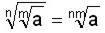 ⁿ√(ᵐ√a) = ⁿᵐ√a